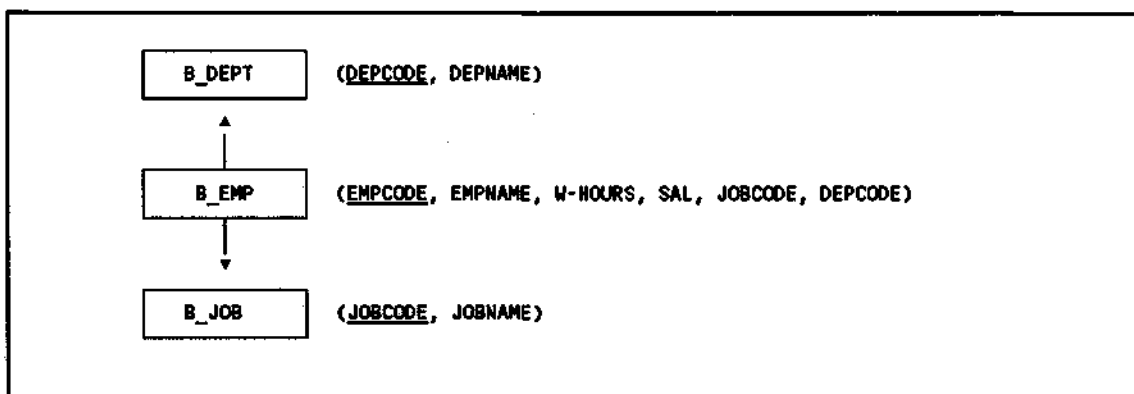 B_DEPT (DEPCODE, DEPNAME)
B_EMP (EMPCODE, EMPNAME, W-HOURS, SAL, JOBCODE, DEPCODE)
B_JOB (JOBCODE, JOBNAME)